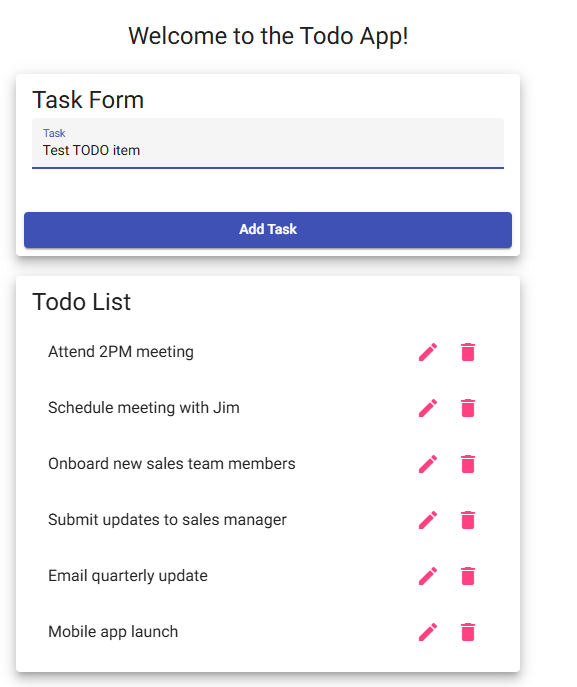 Welcome to the Todo App!
Task Form
Task
Test TODO item
Add Task
Todo List
Attend 2PM meeting
Schedule meeting with Jim
Onboard new sales team members
Submit updates to sales manager
Email quarterly update
Mobile app launch